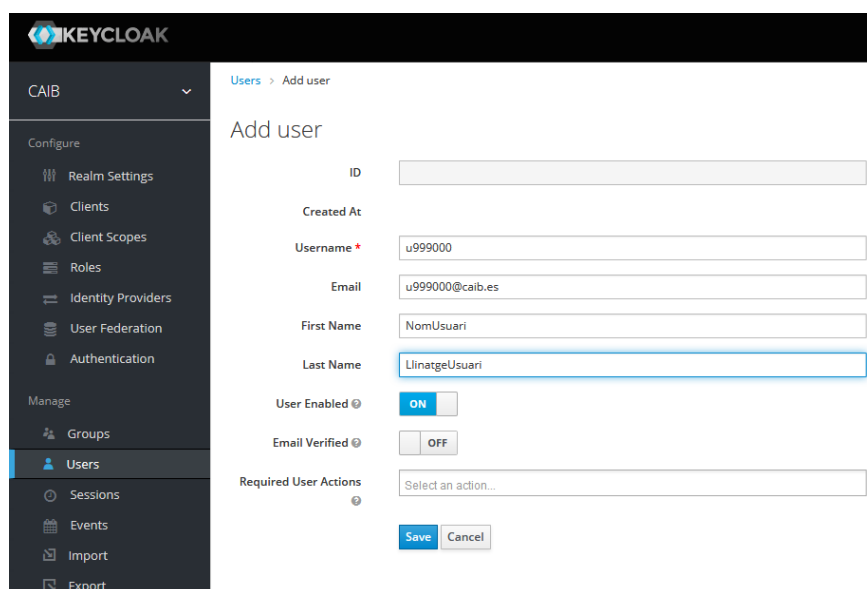 KEYCLOAK
CAIB
Configure
Realm Settings
Clients
Client Scopes
Roles
Identity Providers
User Federation
Authentication
Manage
Groups
Users
Sessions
Events
Import
Export
Users > Add user
Add user
ID
Created At
Username * u999000
Email u999000@caib.es
First Name NomUsuari
Last Name LlinatgeUsuari
User Enabled ON
Email Verified OFF
Required User Actions Select an action...
Save Cancel